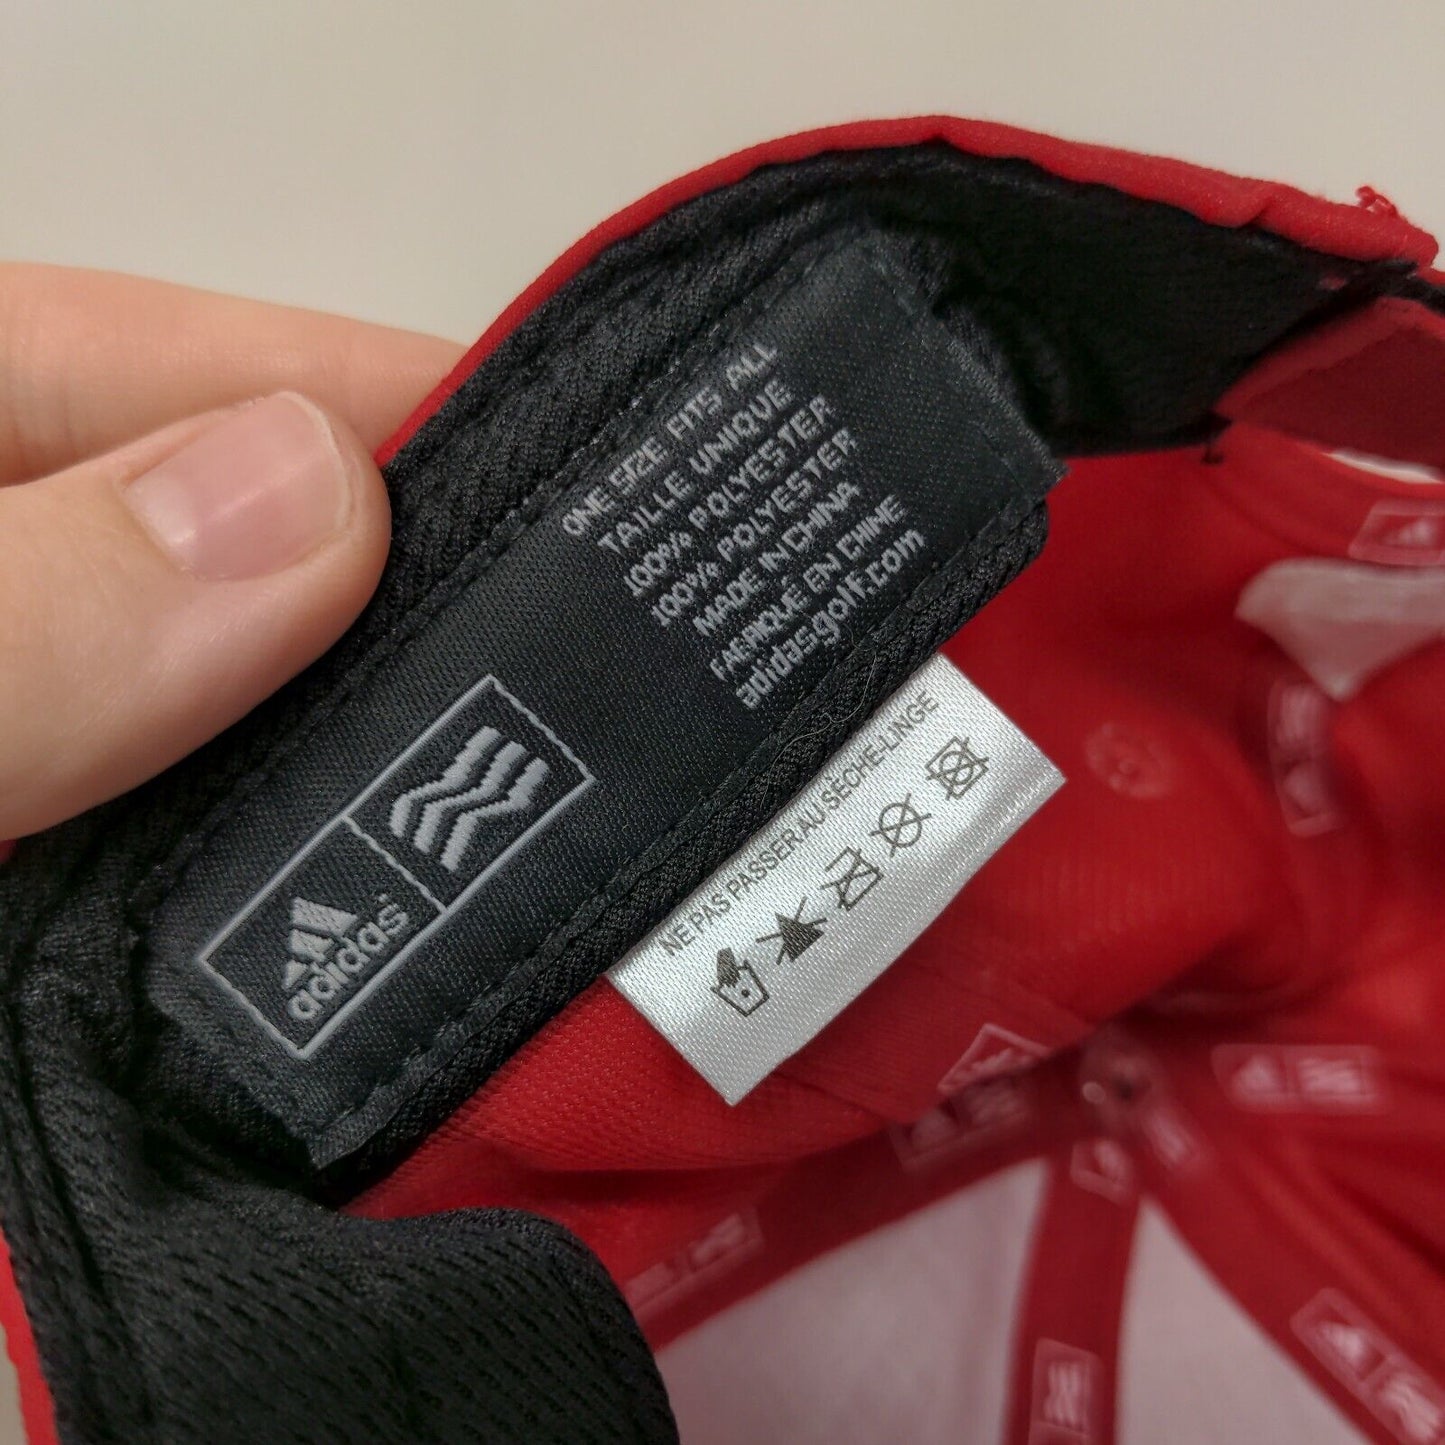 ONE SIZE FITS ALL
TAILLE UNIQUE
100% POLYESTER
100% POLYESTER
MADE IN CHINA
FABRIQUE EN CHINE
adidasgolf.com
adidas
NE PAS PASSER AU SÈCHE-LINGE